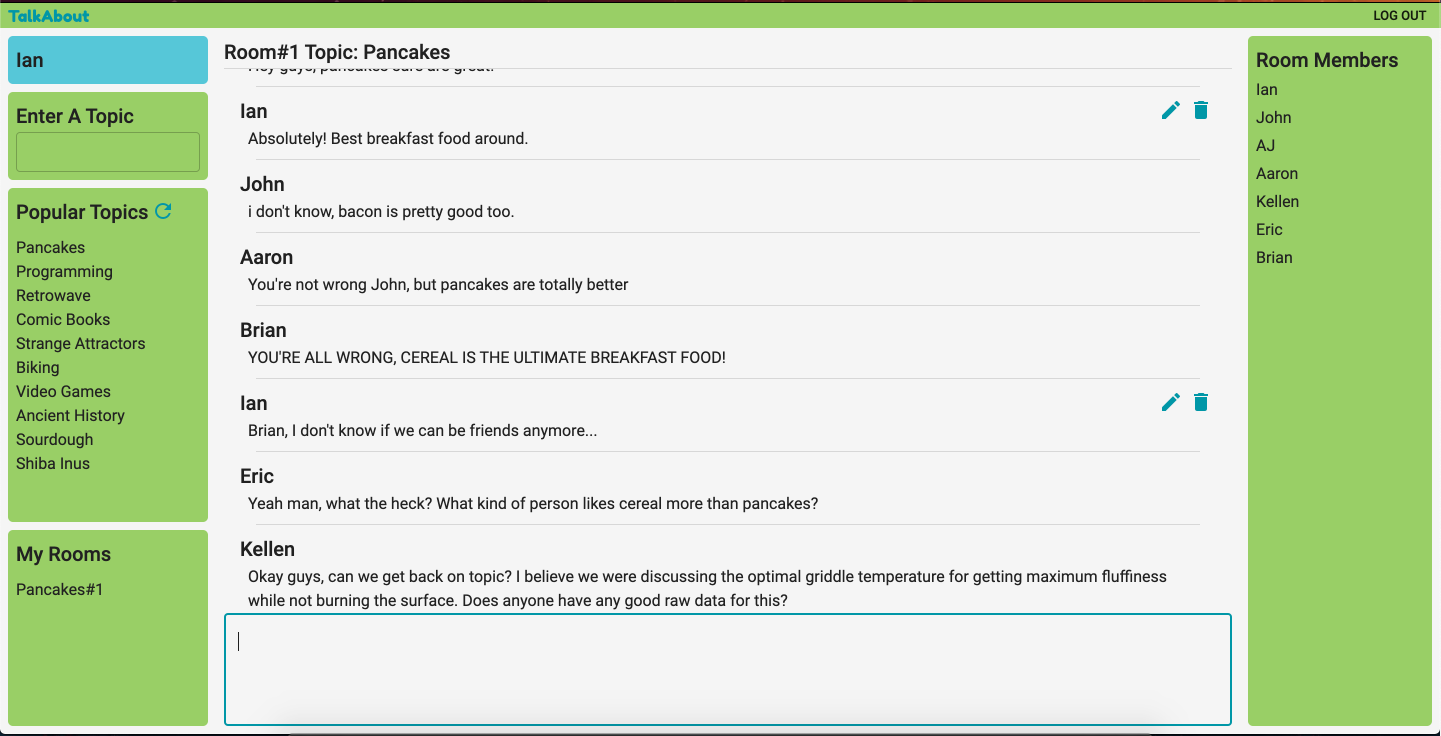 TalkAbout
LOG OUT
Ian
Enter A Topic
Popular Topics
Pancakes
Programming
Retrowave
Comic Books
Strange Attractors
Biking
Video Games
Ancient History
Sourdough
Shiba Inus
My Rooms
Pancakes#1
Room#1 Topic: Pancakes
Hey guys, pancakes sure are great!
Ian
Absolutely! Best breakfast food around.
John
i don't know, bacon is pretty good too.
Aaron
You're not wrong John, but pancakes are totally better
Brian
YOU'RE ALL WRONG, CEREAL IS THE ULTIMATE BREAKFAST FOOD!
Ian
Brian, I don't know if we can be friends anymore...
Eric
Yeah man, what the heck? What kind of person likes cereal more than pancakes?
Kellen
Okay guys, can we get back on topic? I believe we were discussing the optimal griddle temperature for getting maximum fluffiness
while not burning the surface. Does anyone have any good raw data for this?
Room Members
Ian
John
AJ
Aaron
Kellen
Eric
Brian